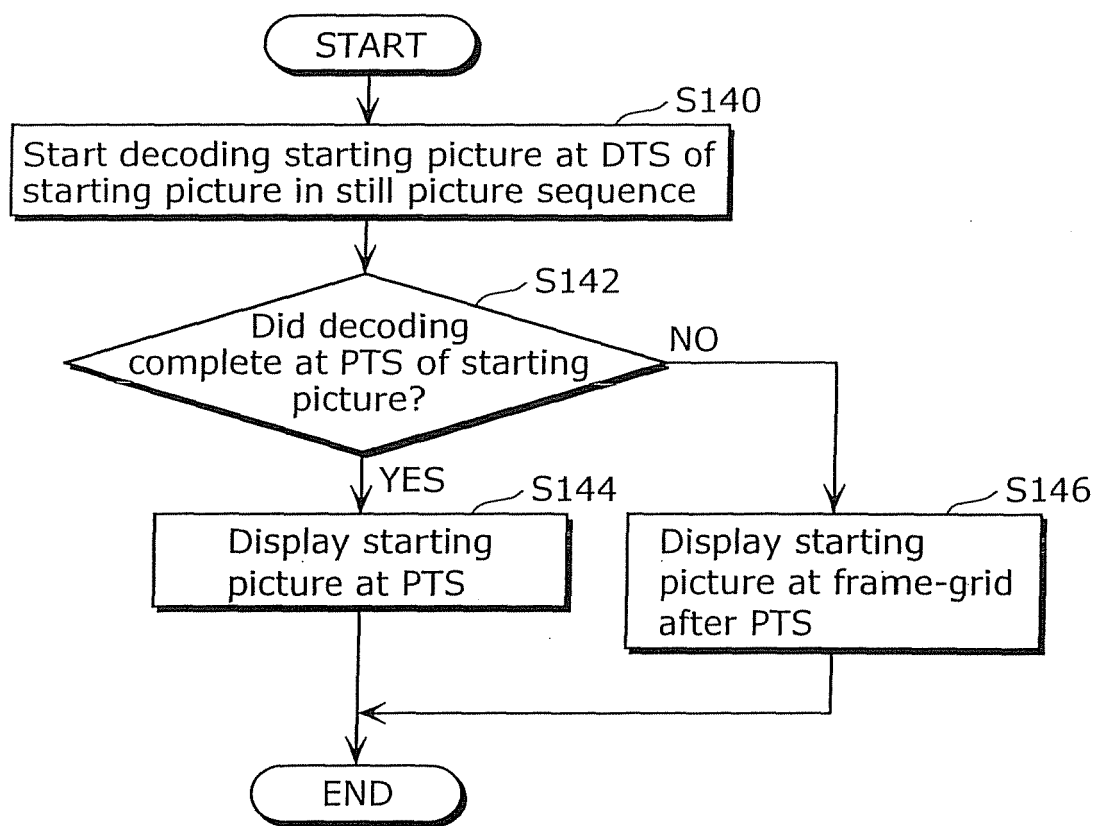 START
S140
Start decoding starting picture at DTS of
starting picture in still picture sequence
S142
Did decoding
complete at PTS of starting
picture?
NO
YES
S144
S146
Display starting
picture at PTS
Display starting
picture at frame-grid
after PTS
END